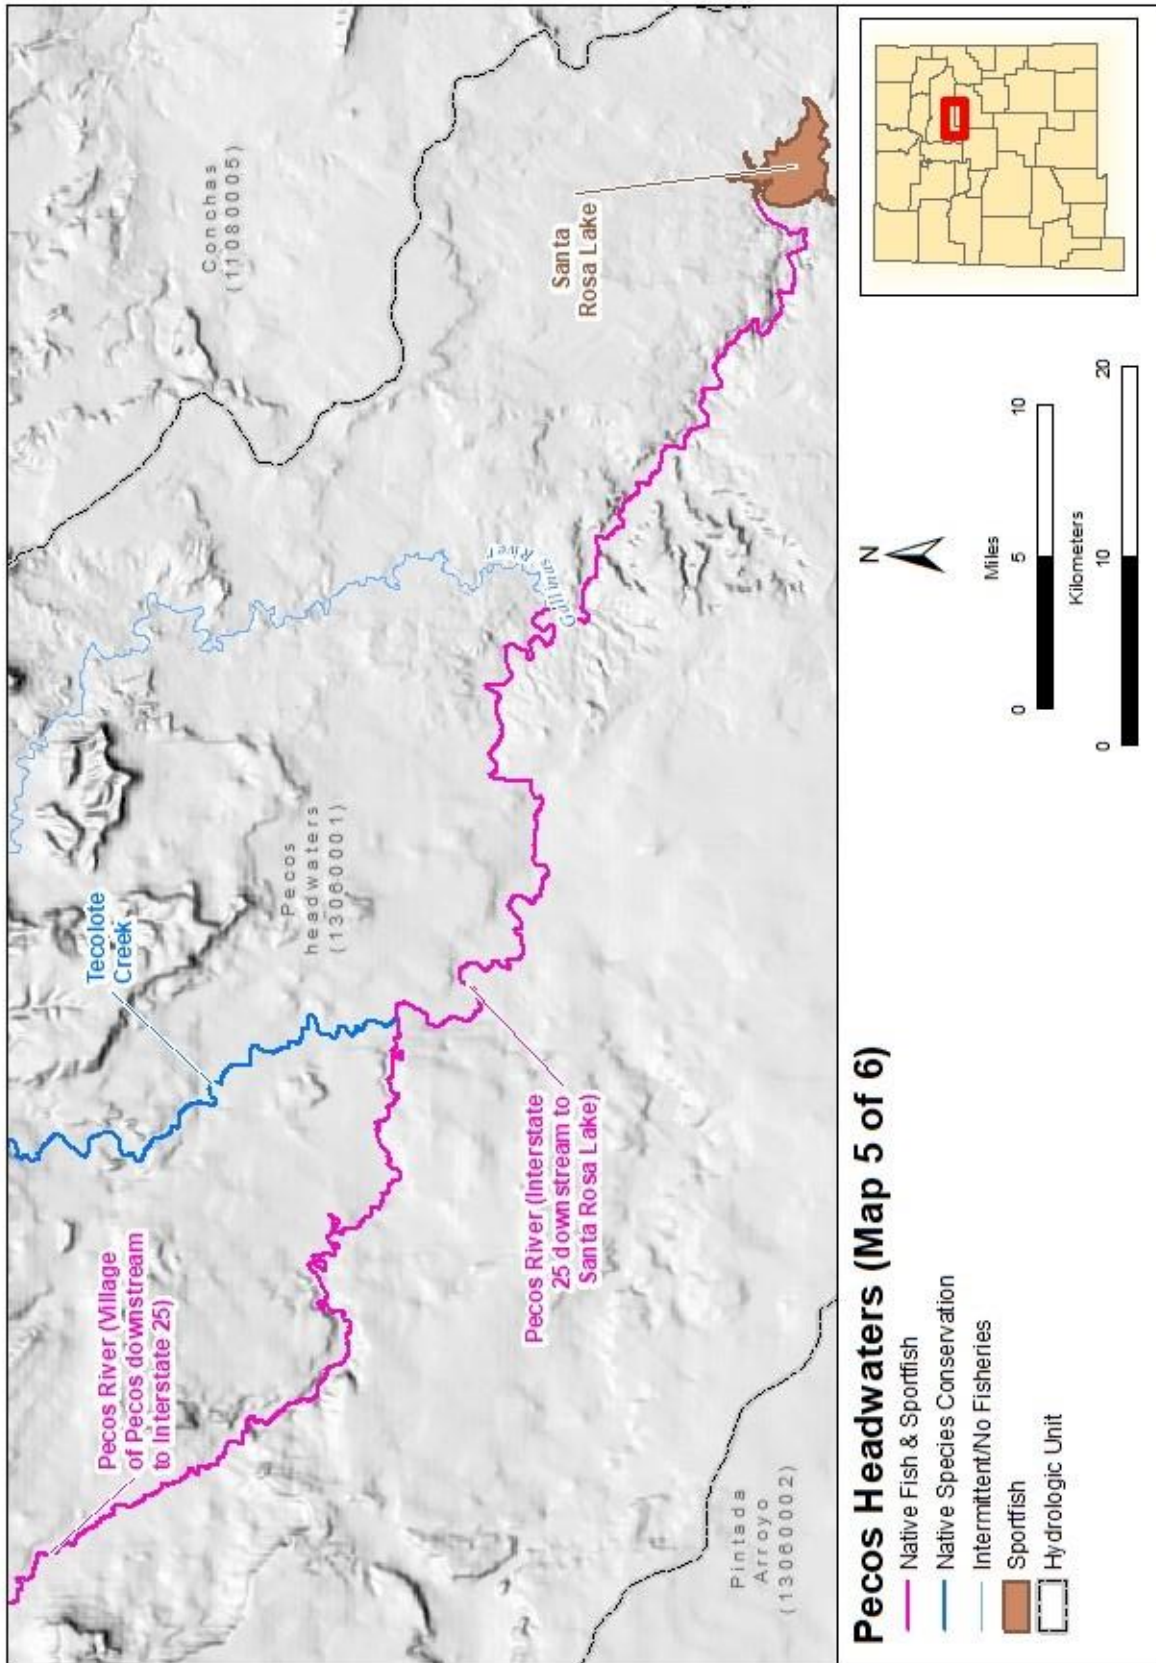 Pecos River (Village
of Pecos downstream
to Interstate 25)
Tecolote
Creek
Conchas
(11080005)
Pecos
headwaters
(13060001)
Gallinas River
Pecos River (Interstate
25 downstream to
Santa Rosa Lake)
Santa
Rosa Lake
Pintada
Arroyo
(13060002)
Pecos Headwaters (Map 5 of 6)
Native Fish & Sportfish
Native Species Conservation
Intermittent/No Fisheries
Sportfish
Hydrologic Unit
N
Miles
0 5 10
Kilometers
0 10 20